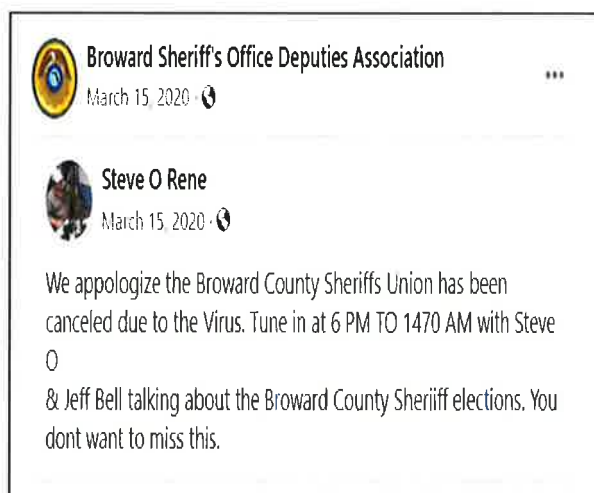 Broward Sheriff's Office Deputies Association
March 15, 2020 ·
Steve O Rene
March 15, 2020 ·
We appologize the Broward County Sheriffs Union has been
canceled due to the Virus. Tune in at 6 PM TO 1470 AM with Steve
O
& Jeff Bell talking about the Broward County Sheriiff elections. You
dont want to miss this.